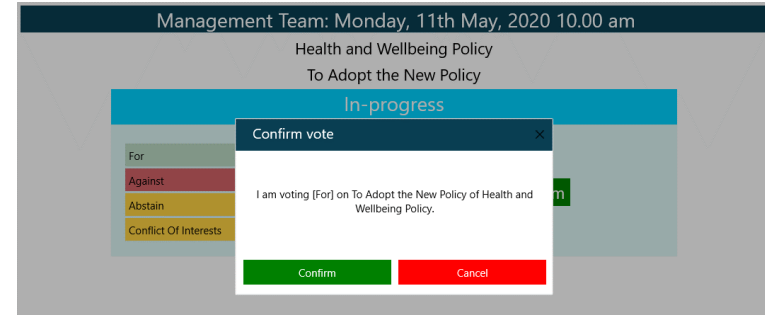 Management Team: Monday, 11th May, 2020 10.00 am
Health and Wellbeing Policy
To Adopt the New Policy
In-progress
Confirm vote
For
Against
Abstain
Conflict Of Interests
I am voting [For] on To Adopt the New Policy of Health and
Wellbeing Policy.
Confirm
Cancel